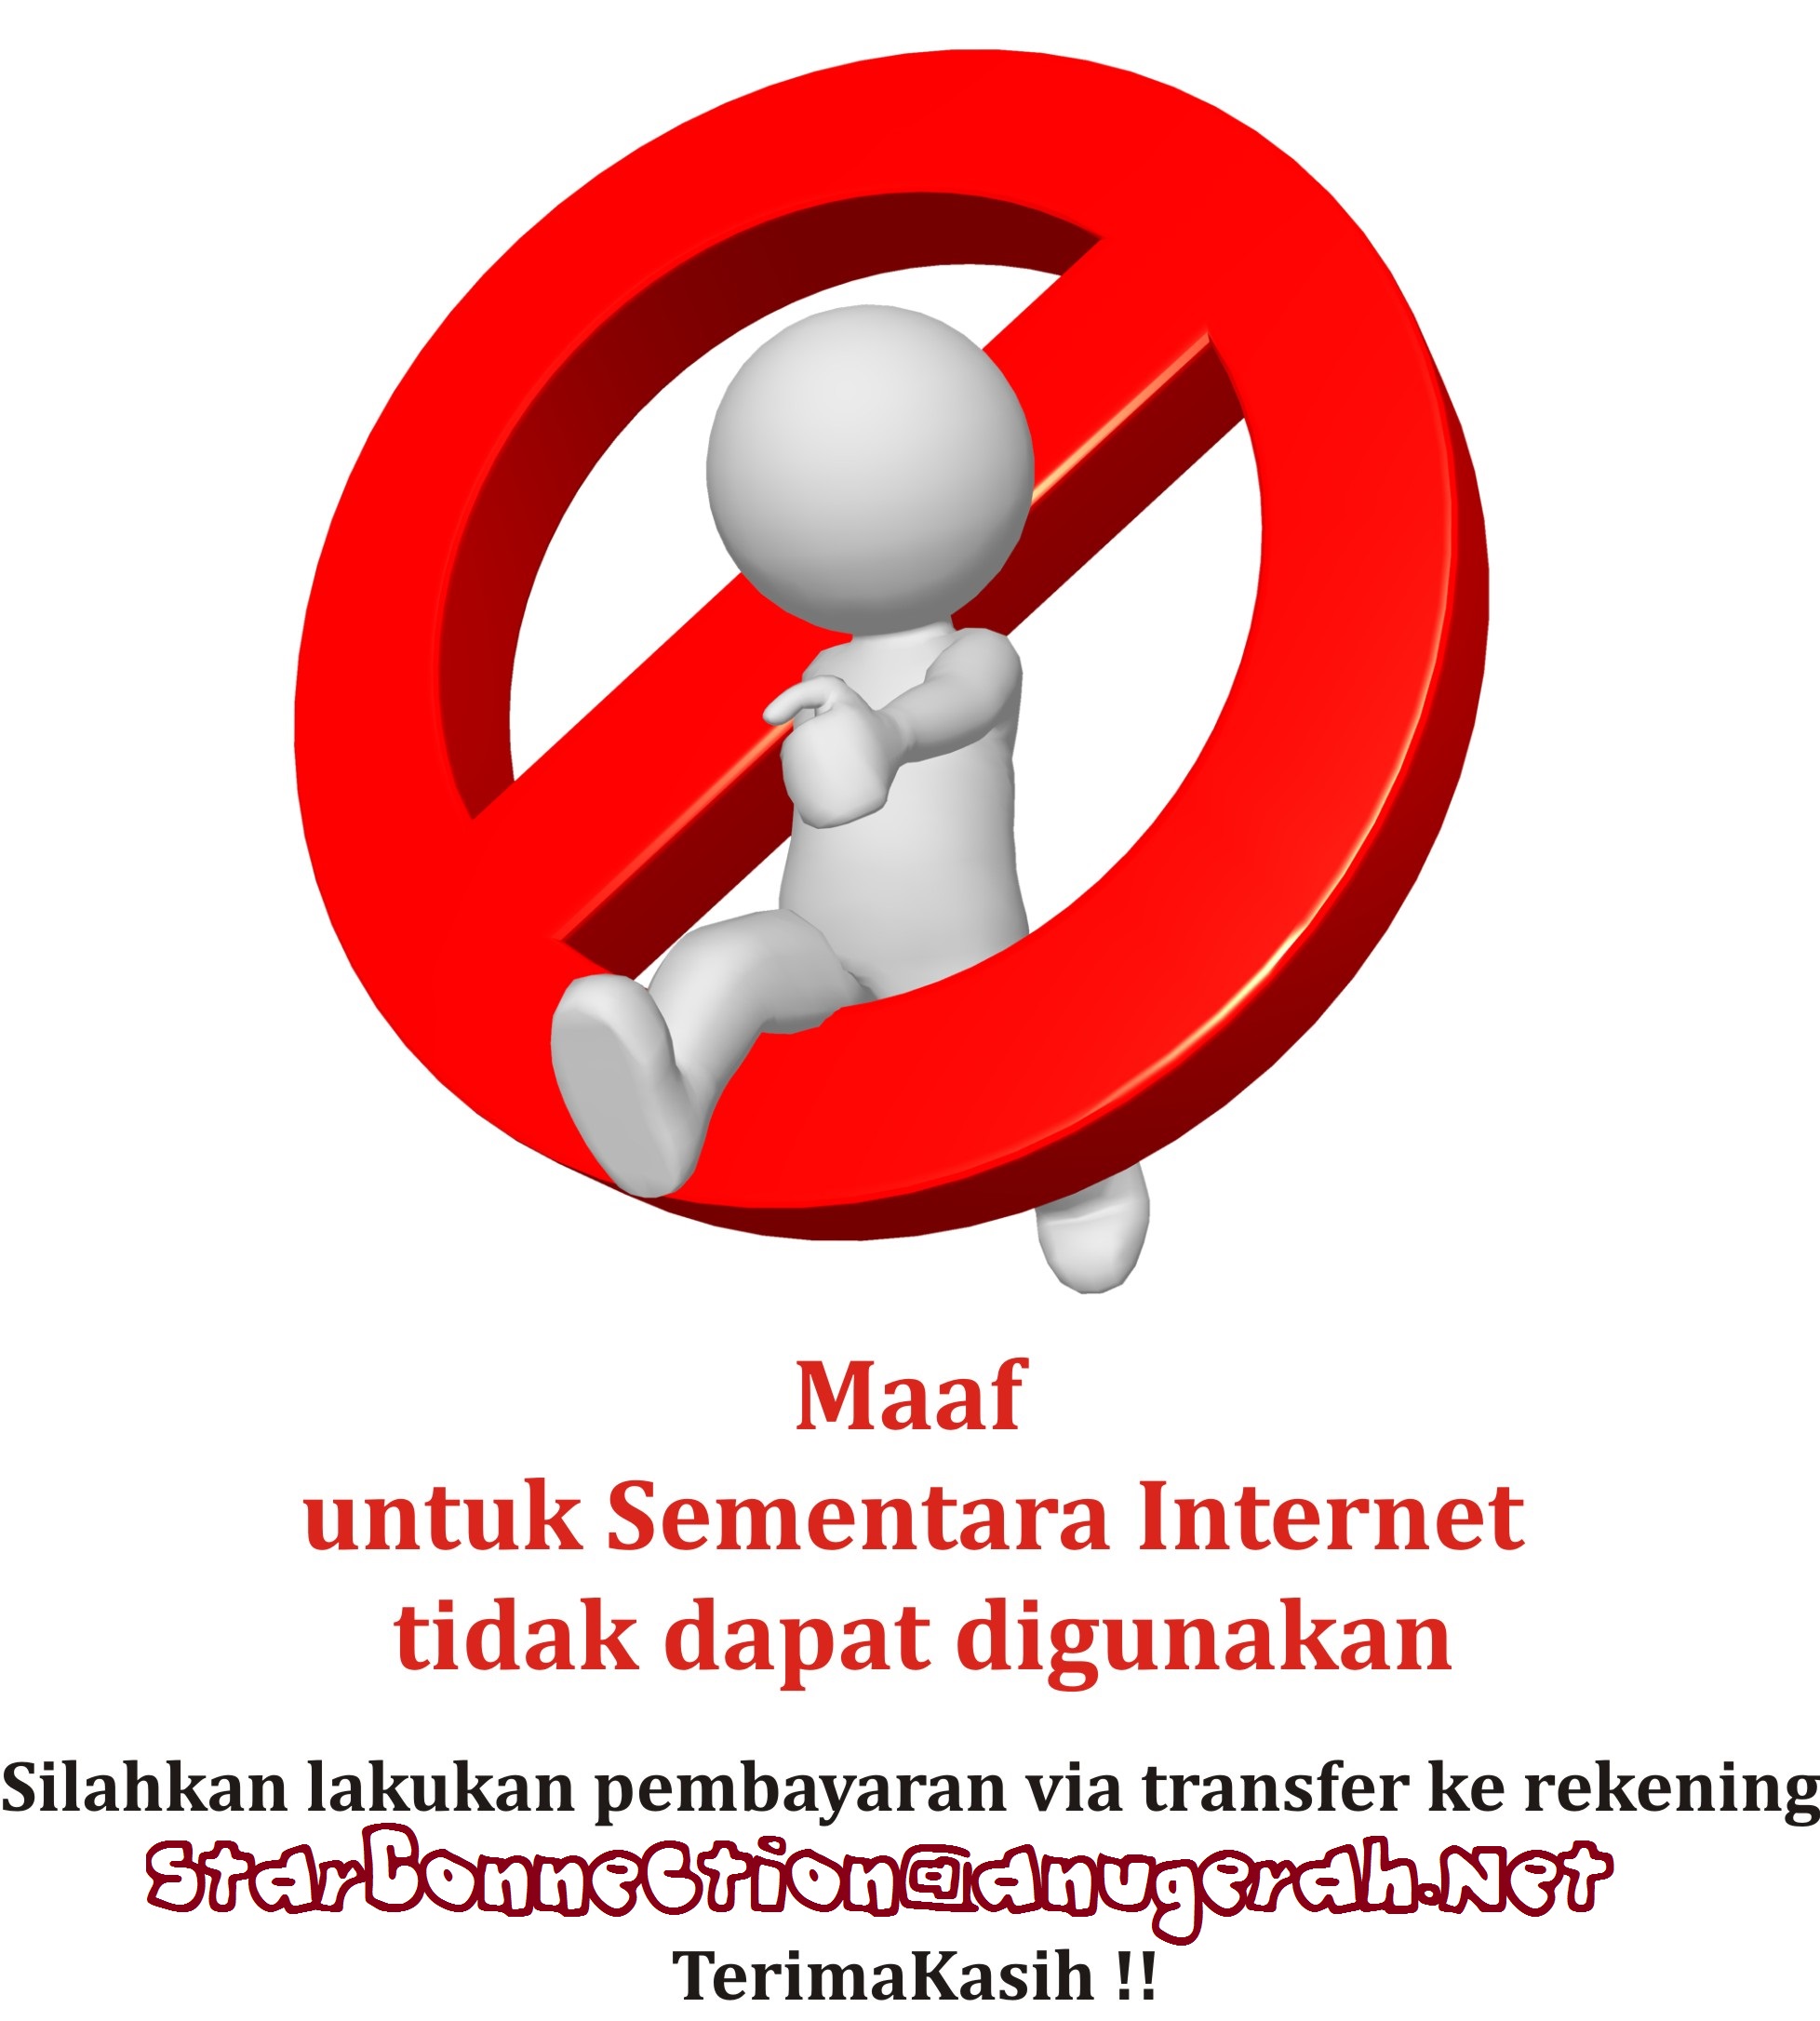 Maaf
untuk Sementara Internet
tidak dapat digunakan
Silahkan lakukan pembayaran via transfer ke rekening
StarConneCtion@anugerah.Net
TerimaKasih !!